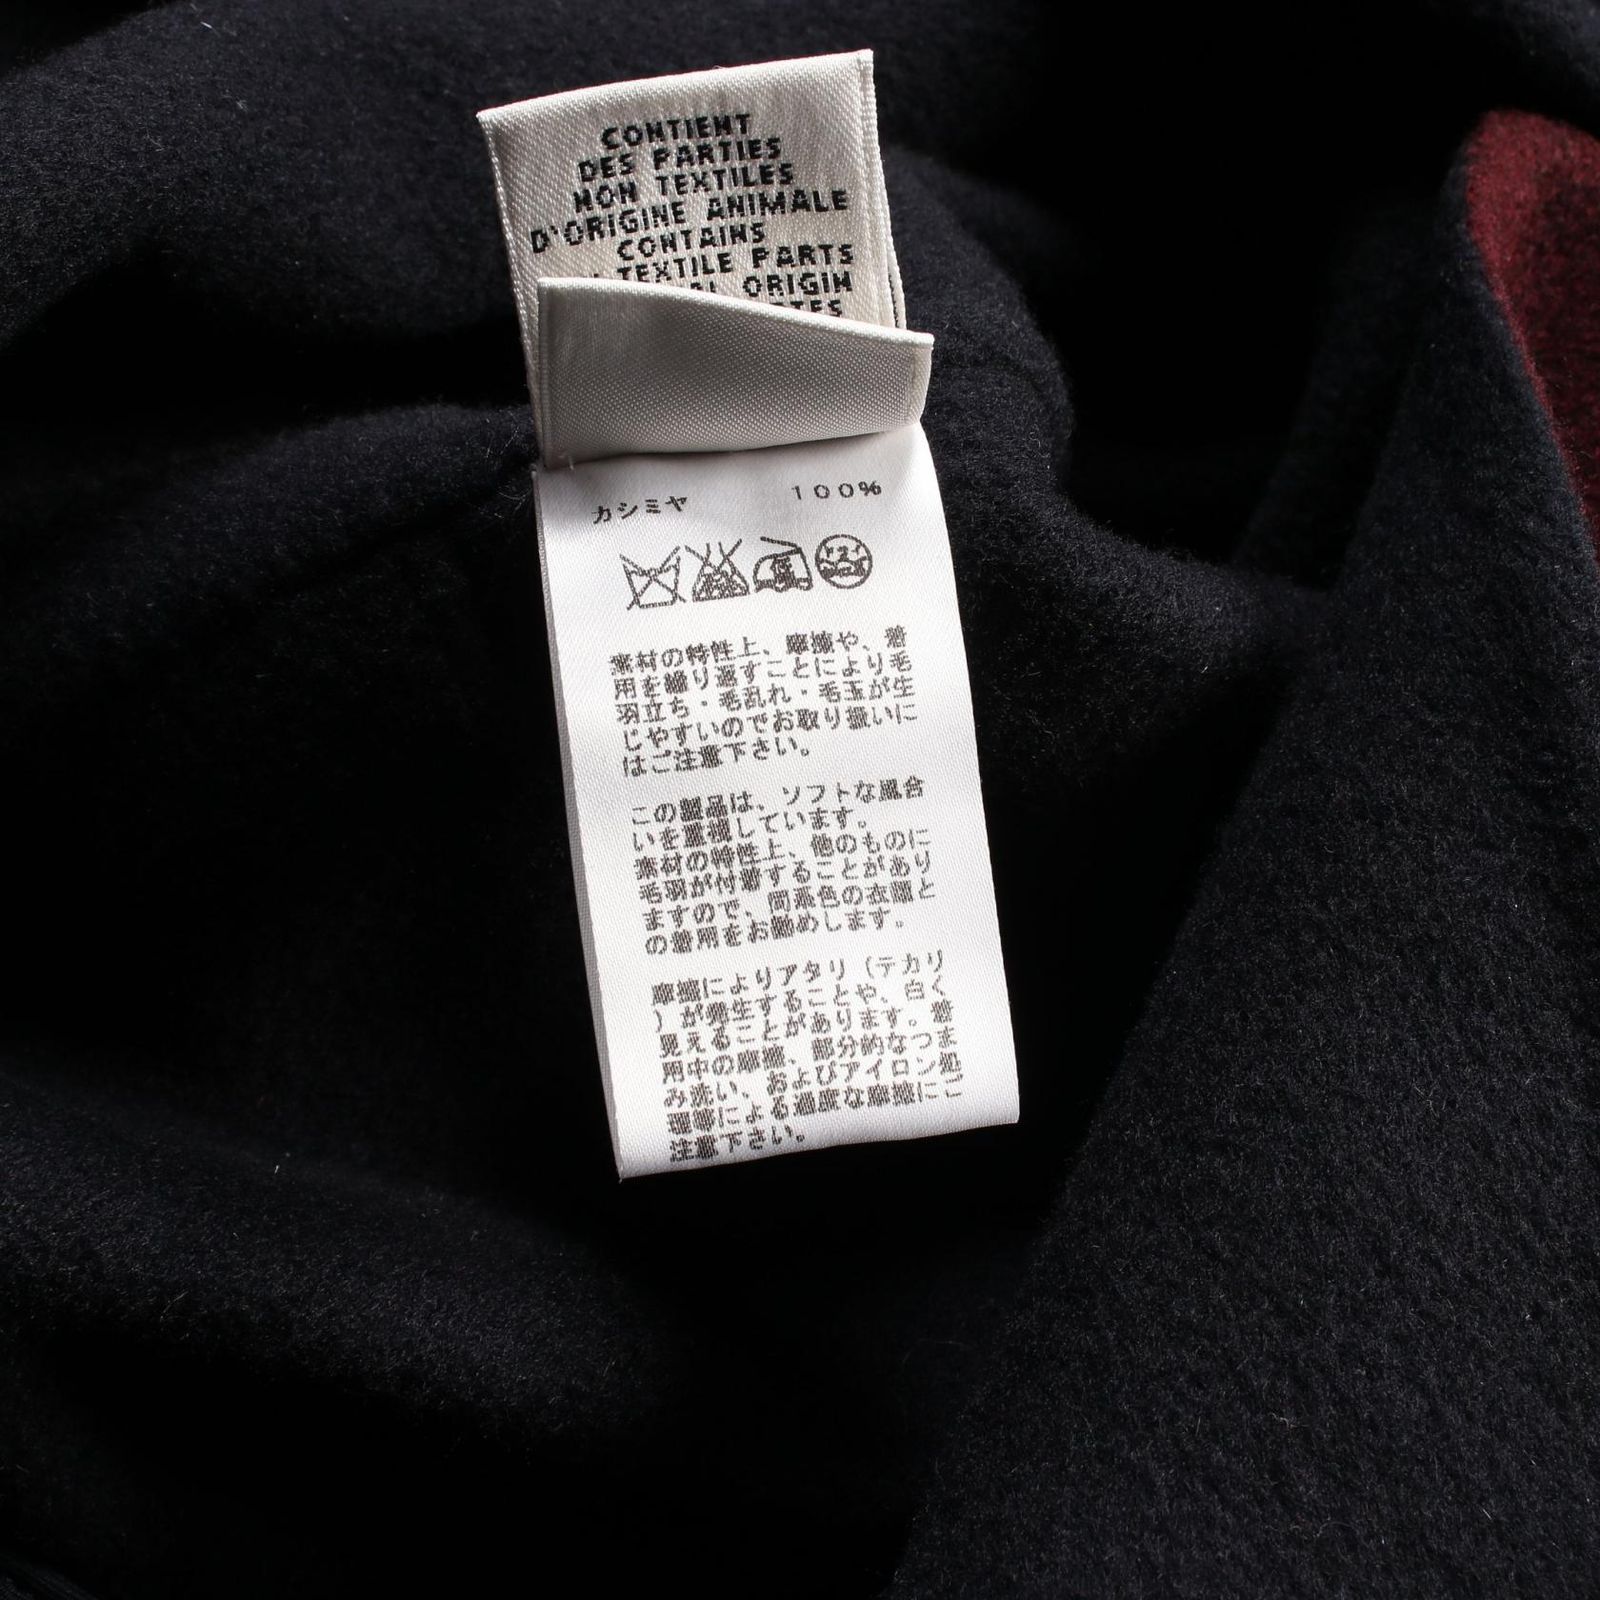 CONTIENT
DES PARTIES
NON TEXTILES
D'ORIGINE ANIMALE
CONTAINS
TEXTILE PARTS
ORIGIN
カシミヤ 100%
素材の特性上、摩擦や、着
用を繰り返すことにより毛
羽立ち・毛乱れ・毛玉が生
じやすいのでお取り扱いに
はご注意下さい。
この製品は、ソフトな風合
いを重視しています。
素材の特性上、他のものに
毛羽が付着することがあり
ますので、同系色の衣類と
の着用をお勧めします。
摩擦によりアタリ(テカリ
)が発生することや、白く
見えることがあります。着
用中の摩擦、部分的なつま
み洗い、およびアイロン処
理等による過度な摩擦にご
注意下さい。